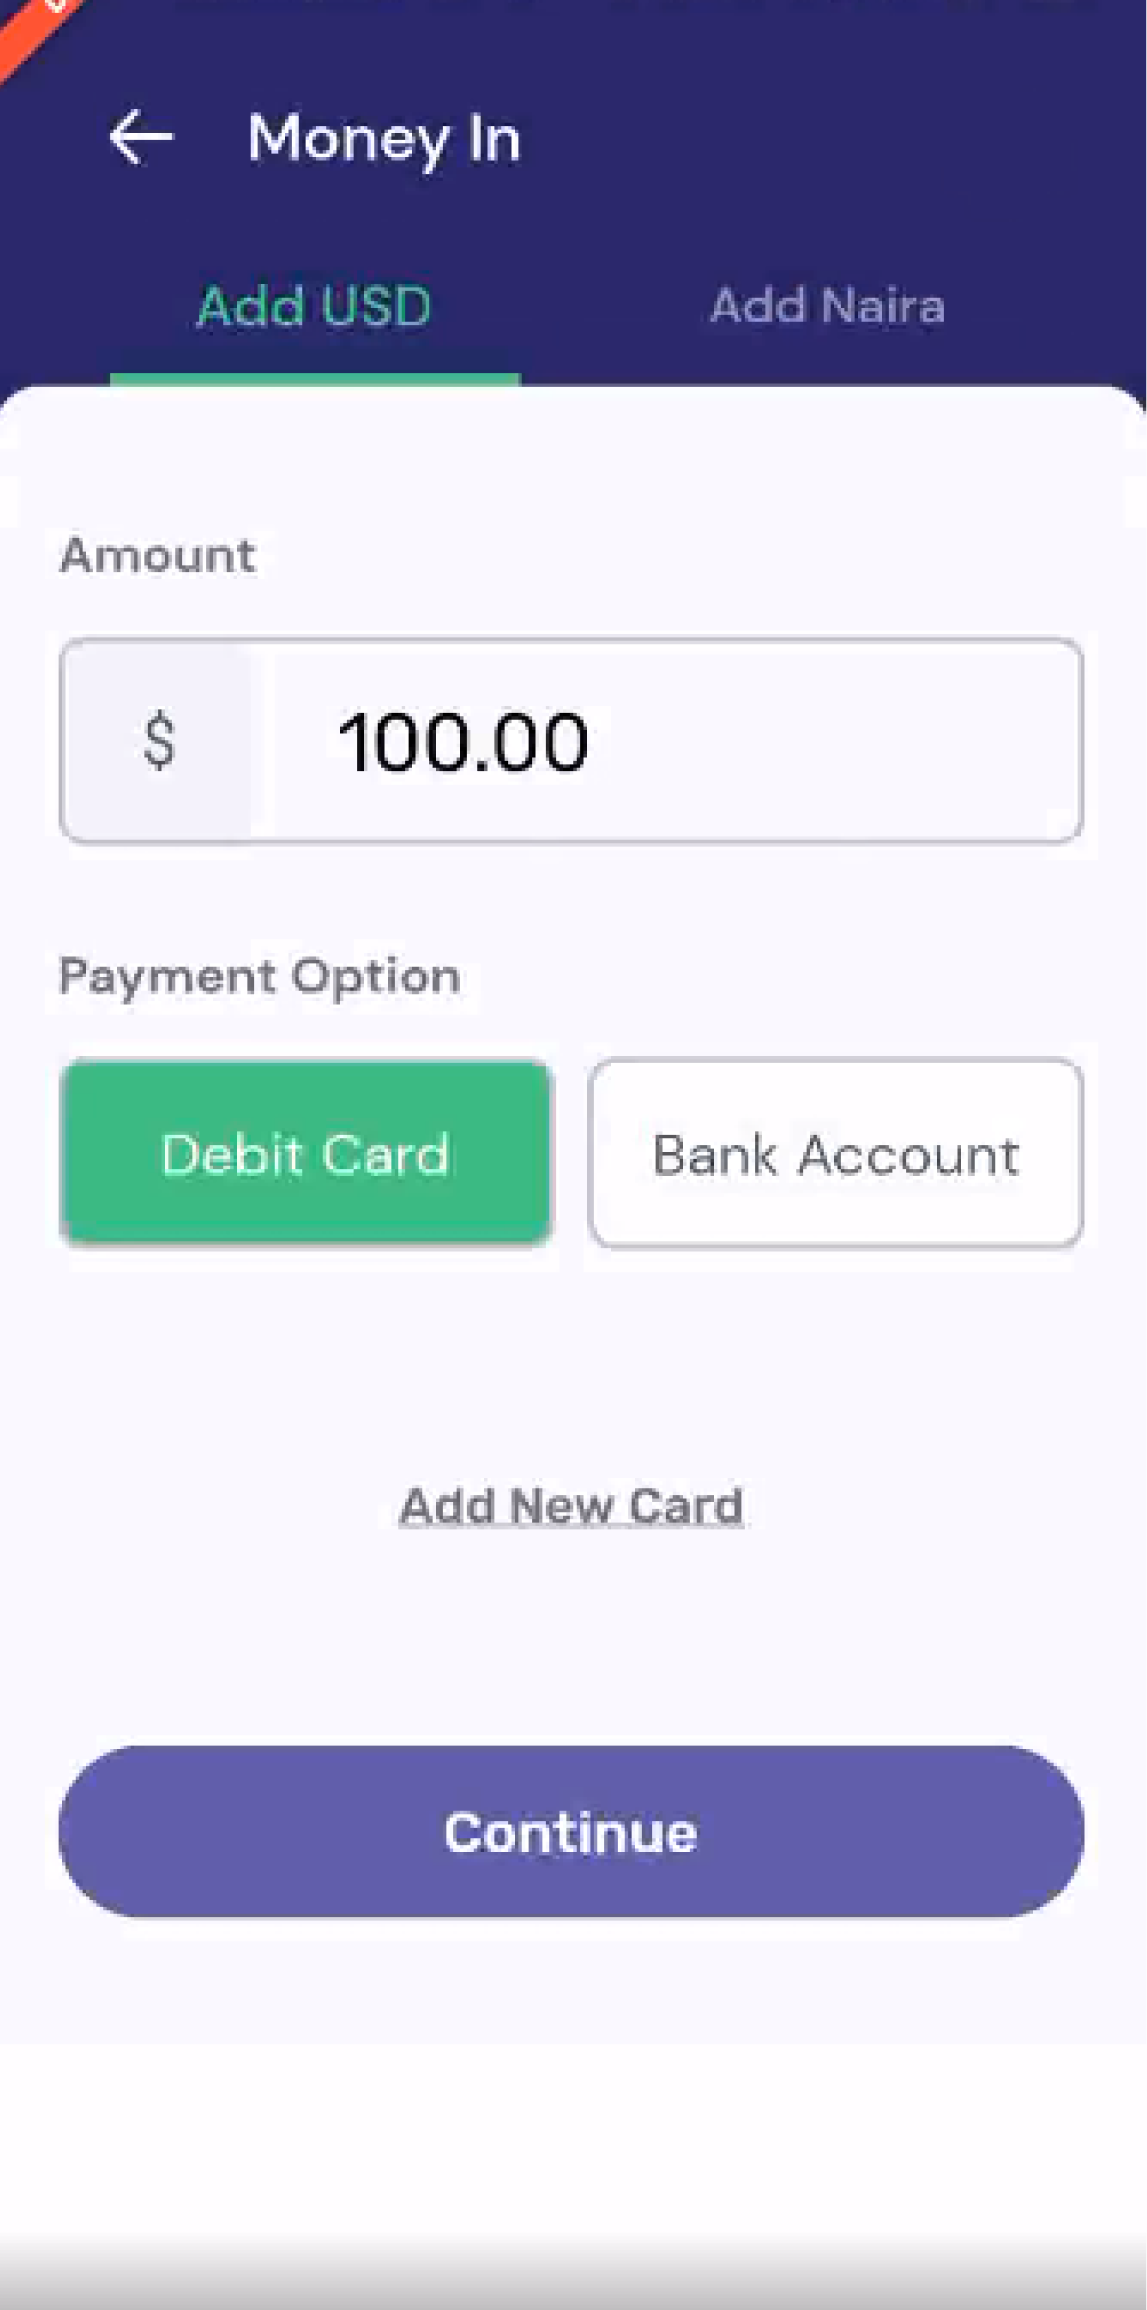 Money In
Add USD Add Naira
Amount
$ 100.00
Payment Option
Debit Card Bank Account
Add New Card
Continue